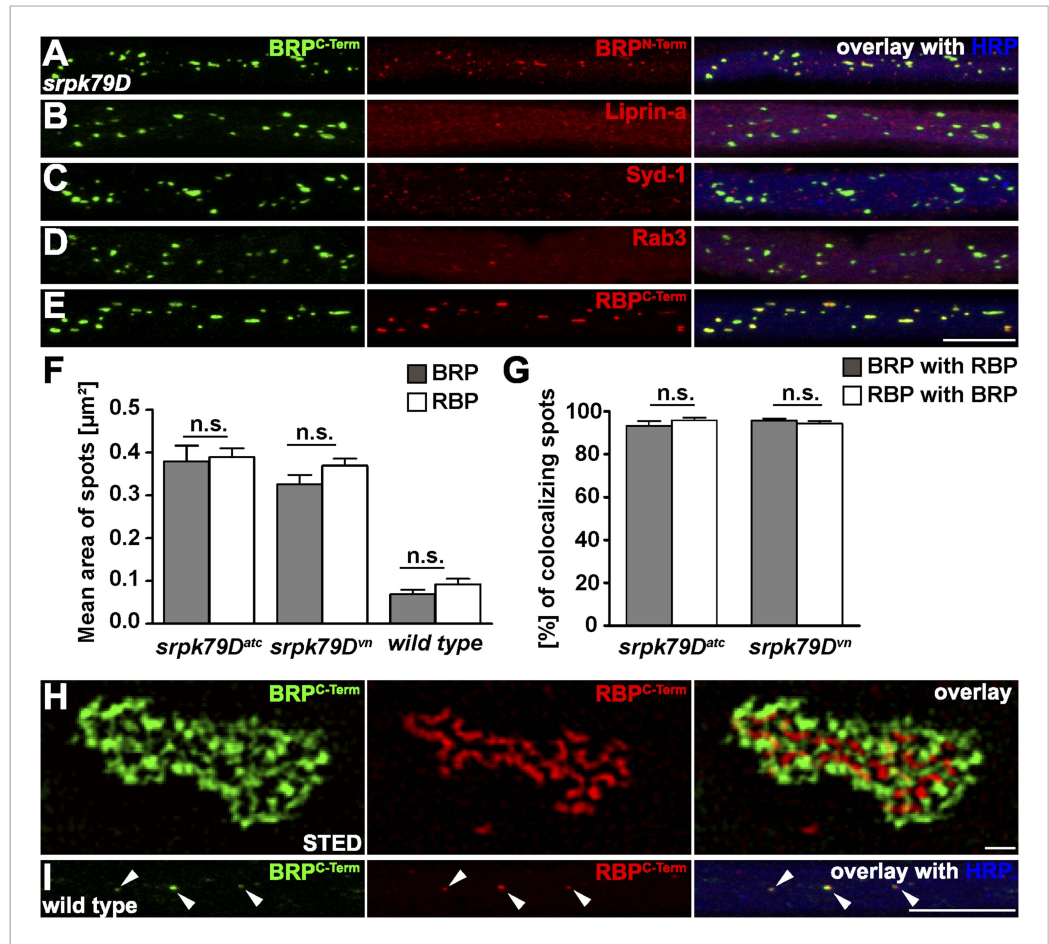 A BRP^C-Term BRP^N-Term overlay with HRP
srpk79D
B Liprin-a
C Syd-1
D Rab3
E RBP^C-Term
F BRP
RBP
Mean area of spots [µm²]
0.5
0.4
0.3
0.2
0.1
0.0
n.s. n.s. n.s.
srpk79D^atc srpk79D^vn wild type
G BRP with RBP
RBP with BRP
[%] of colocalizing spots
100
80
60
40
20
0
n.s. n.s.
srpk79D^atc srpk79D^vn
H BRP^C-Term RBP^C-Term overlay
STED
I BRP^C-Term RBP^C-Term overlay with HRP
wild type